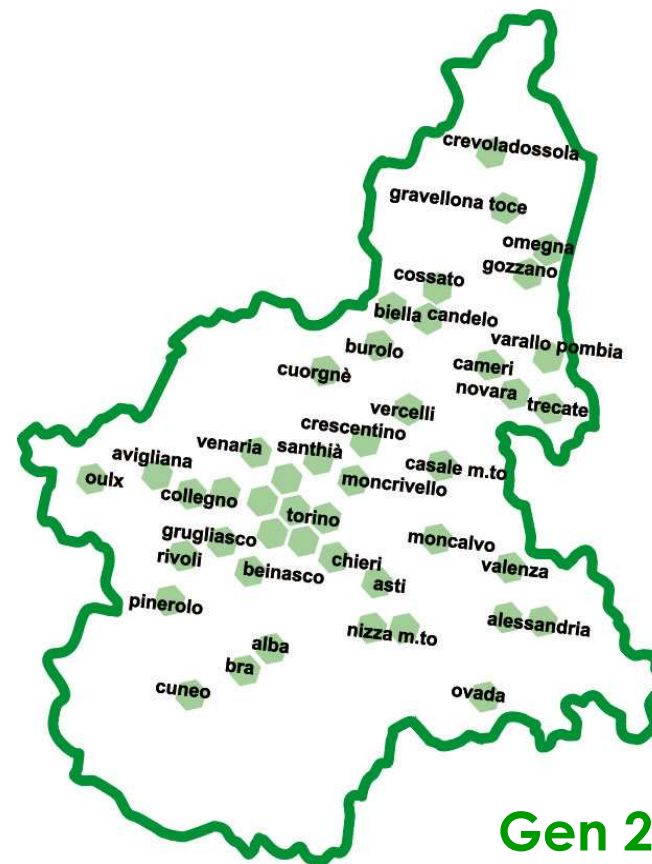 crevoladossola
gravellona toce
omegna
gozzano
cossato
biella
candelo
varallo pombia
burolo
cameri
cuorgnè
novara
trecate
vercelli
crescentino
venaria
santhià
avigliana
casale m.to
oulx
moncrivello
collegno
torino
grugliasco
moncalvo
rivoli
chieri
valenza
beinasco
asti
pinerolo
alessandria
nizza m.to
alba
bra
cuneo
ovada
Gen 2